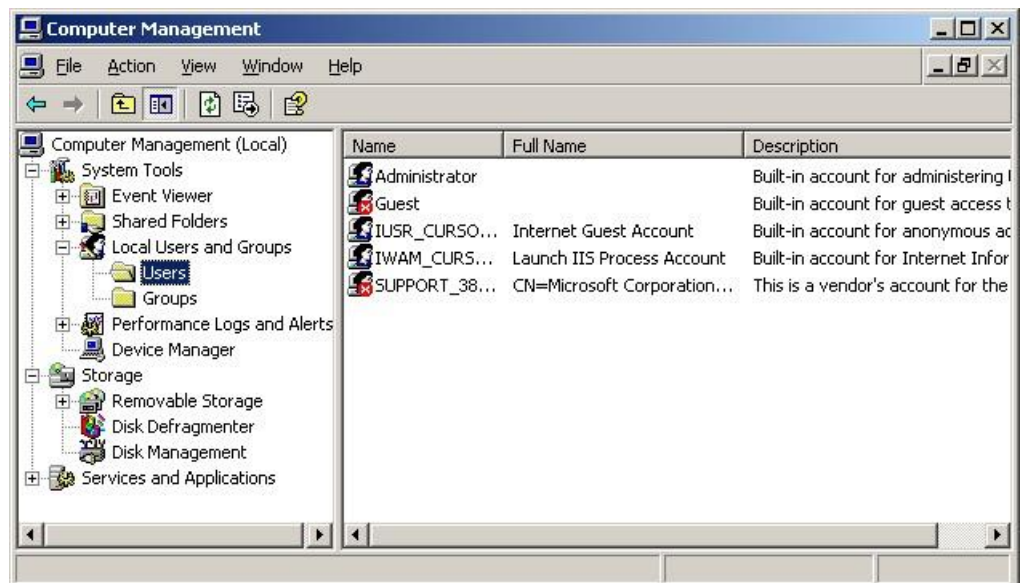 Computer Management
File Action View Window Help
Computer Management (Local)
System Tools
Event Viewer
Shared Folders
Local Users and Groups
Users
Groups
Performance Logs and Alerts
Device Manager
Storage
Removable Storage
Disk Defragmenter
Disk Management
Services and Applications
Name Full Name Description
Administrator Built-in account for administering
Guest Built-in account for guest access t
IUSR_CURSO... Internet Guest Account Built-in account for anonymous ac
IWAM_CURS... Launch IIS Process Account Built-in account for Internet Infor
SUPPORT_38... CN=Microsoft Corporation... This is a vendor's account for the